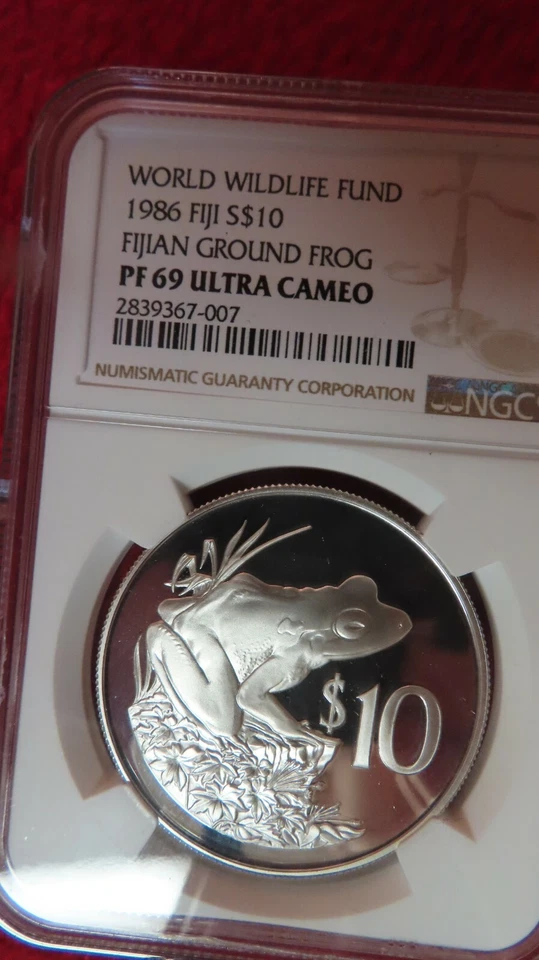 WORLD WILDLIFE FUND
1986 FIJI S$10
FIJIAN GROUND FROG
PF 69 ULTRA CAMEO
2839367-007
NUMISMATIC GUARANTY CORPORATION
NGC
$10